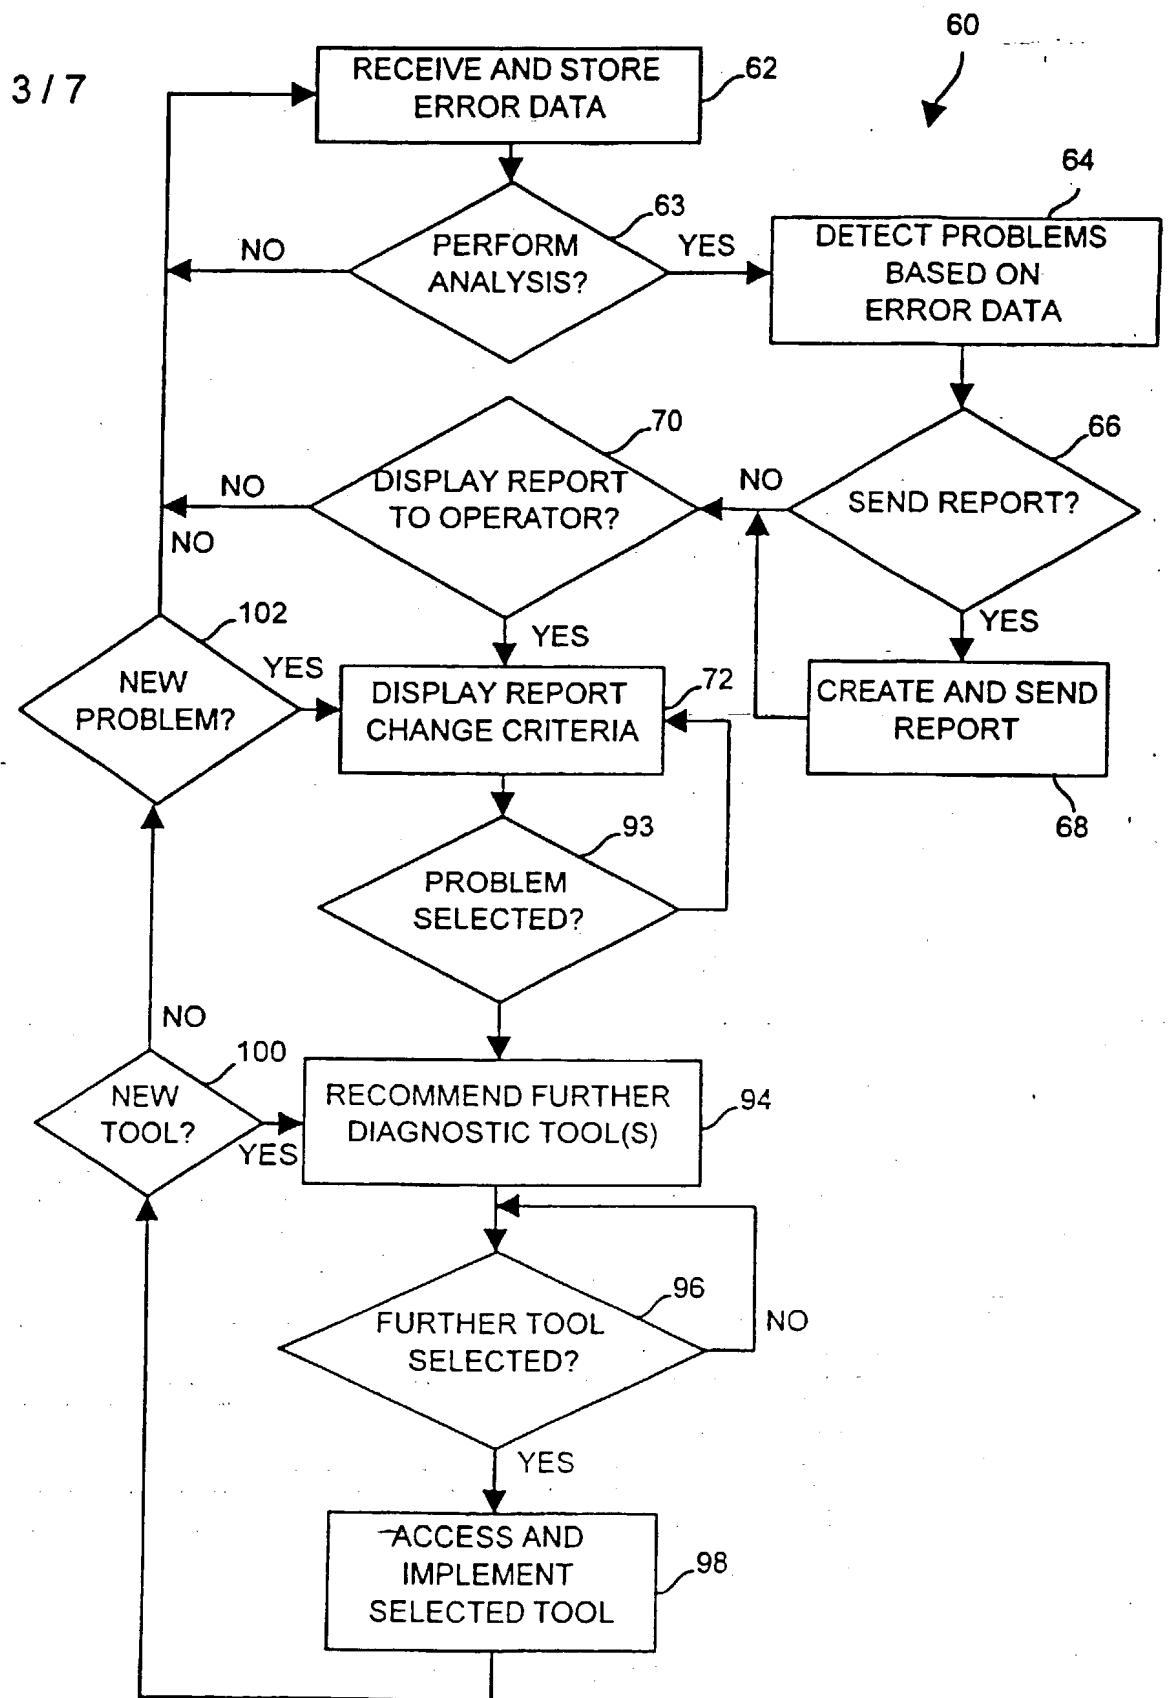 60
3 / 7
RECEIVE AND STORE
ERROR DATA
62
64
63
NO
PERFORM
ANALYSIS?
YES
DETECT PROBLEMS
BASED ON
ERROR DATA
70
66
NO
DISPLAY REPORT
TO OPERATOR?
NO
SEND REPORT?
NO
102
YES
YES
NEW
PROBLEM?
YES
DISPLAY REPORT
CHANGE CRITERIA
72
CREATE AND SEND
REPORT
68
93
PROBLEM
SELECTED?
NO
100
NEW
TOOL?
YES
RECOMMEND FURTHER
DIAGNOSTIC TOOL(S)
94
96
FURTHER TOOL
SELECTED?
NO
YES
ACCESS AND
IMPLEMENT
SELECTED TOOL
98